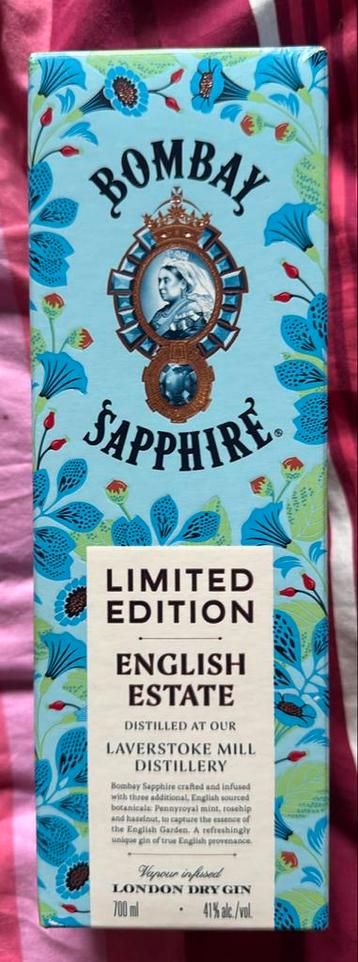 BOMBAY
SAPPHIRE®
LIMITED
EDITION
ENGLISH
ESTATE
DISTILLED AT OUR
LAVERSTOKE MILL
DISTILLERY
Bombay Sapphire crafted and infused
with three additional, English sourced
botanicals: Pennyroyal mint, rosehip
and hazelnut, to capture the essence of
the English Garden. A refreshingly
unique gin of true English provenance.
Vapour infused
LONDON DRY GIN
700 ml • 41% alc./vol.